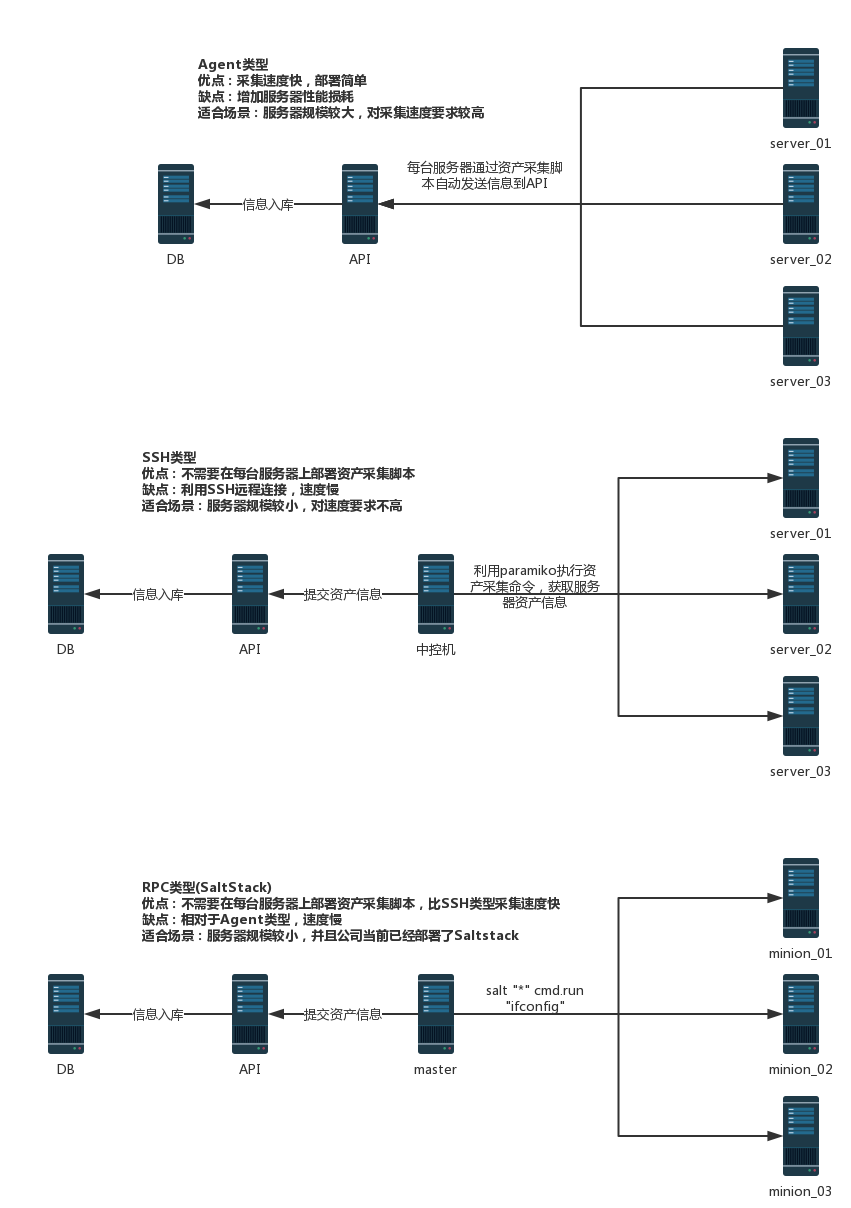 Agent类型
优点：采集速度快，部署简单
缺点：增加服务器性能损耗
适合场景：服务器规模较大，对采集速度要求较高
server_01
每台服务器通过资产采集脚
本自动发送信息到API
信息入库
DB
API
server_02
server_03
SSH类型
优点：不需要在每台服务器上部署资产采集脚本
缺点：利用SSH远程连接，速度慢
适合场景：服务器规模较小，对速度要求不高
server_01
利用paramiko执行资
产采集命令，获取服务
器资产信息
信息入库
提交资产信息
DB
API
中控机
server_02
server_03
RPC类型(SaltStack)
优点：不需要在每台服务器上部署资产采集脚本，比SSH类型采集速度快
缺点：相对于Agent类型，速度慢
适合场景：服务器规模较小，并且公司当前已经部署了Saltstack
minion_01
salt "*" cmd.run
"ifconfig"
信息入库
提交资产信息
DB
API
master
minion_02
minion_03